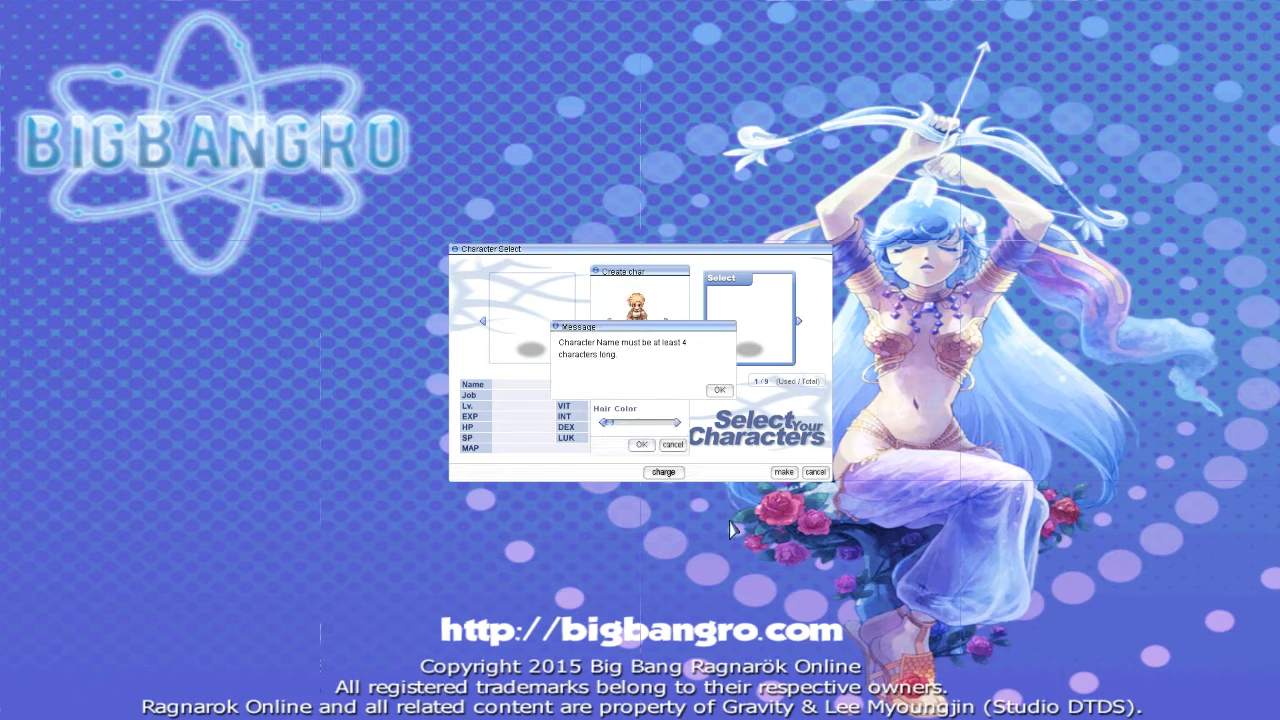 BIGBANGRO
Character Select
Create char
Select
Message
Character Name must be at least 4
characters long.
OK
1 / 9 (Used / Total)
Name
Job
Lv.
VIT
EXP
INT
HP
DEX
SP
LUK
MAP
Hair Color
OK
cancel
Select Your
Characters
charge
make
cancel
http://bigbangro.com
Copyright 2015 Big Bang Ragnarök Online
All registered trademarks belong to their respective owners.
Ragnarok Online and all related content are property of Gravity & Lee Myoungjin (Studio DTDS).